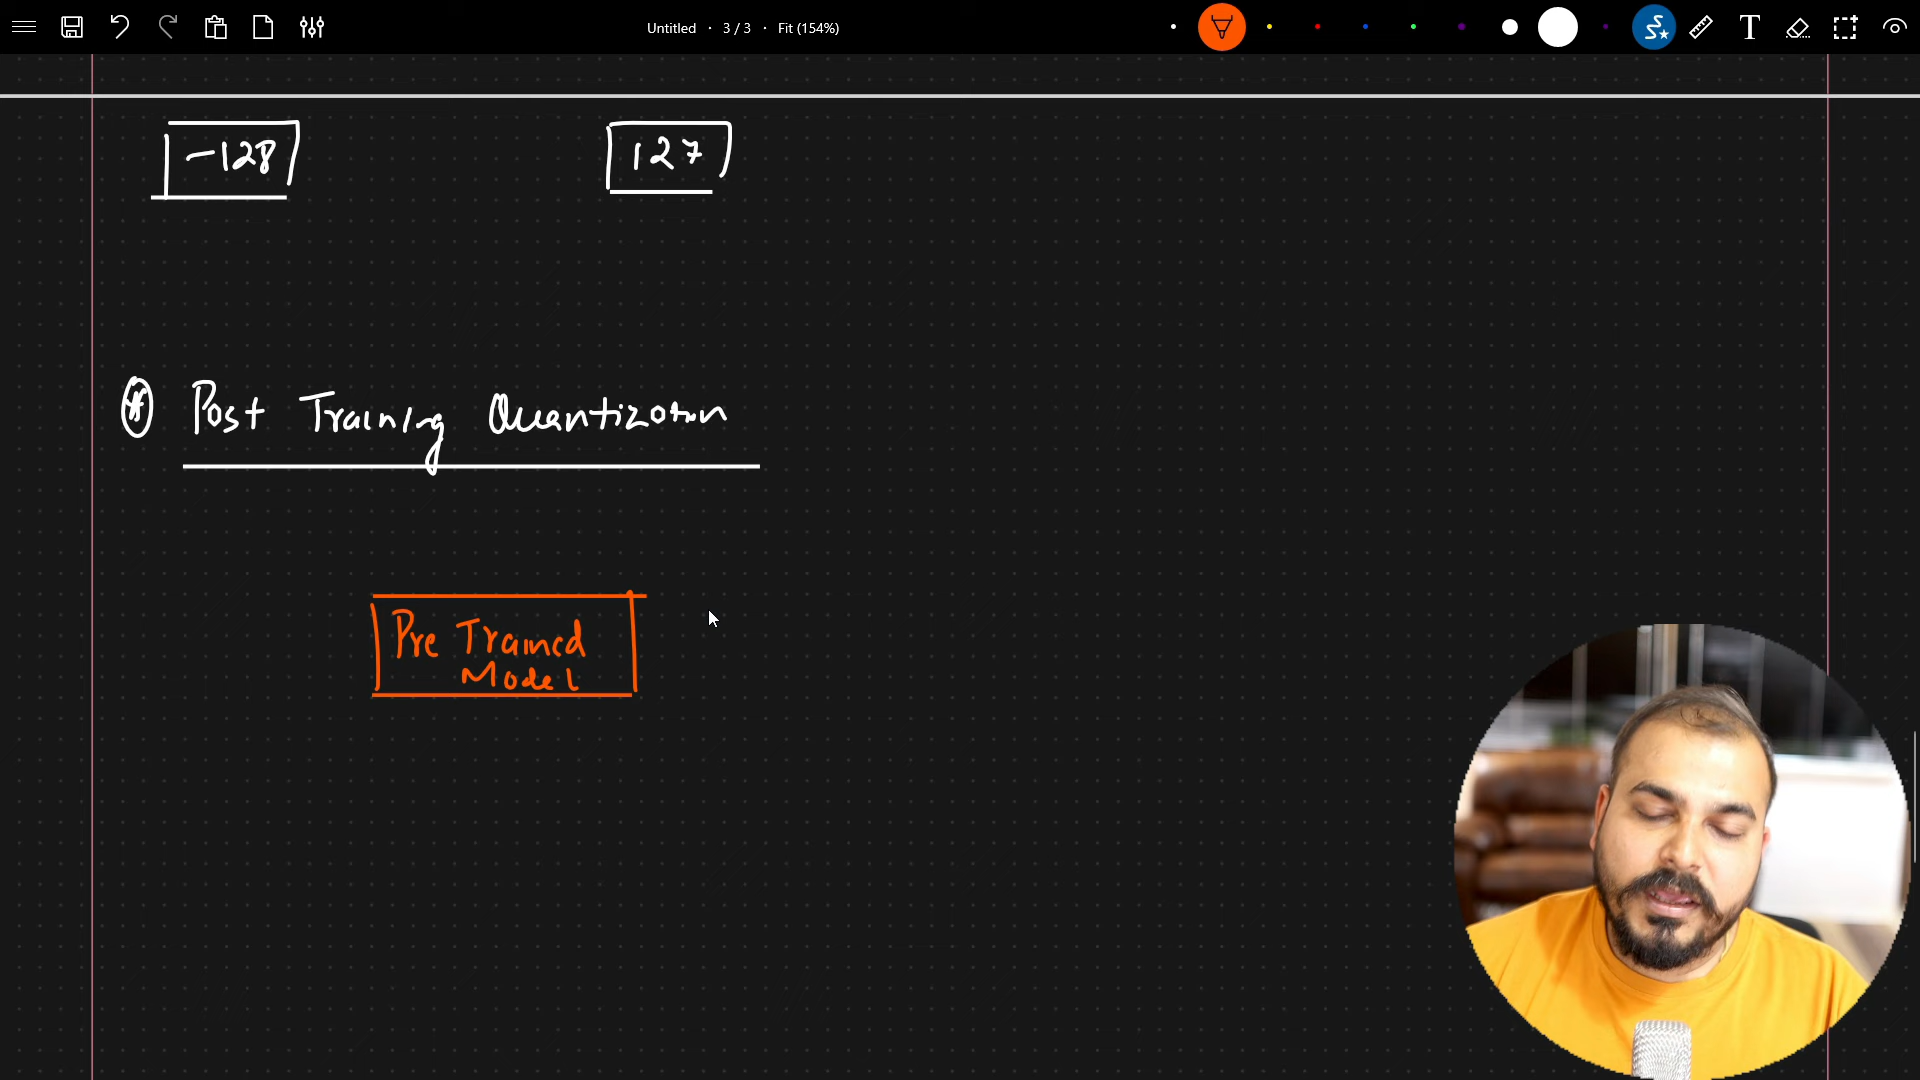 Untitled · 3 / 3 · Fit (154%)
-128 127
Post Training Quantization
Pre Trained
Model